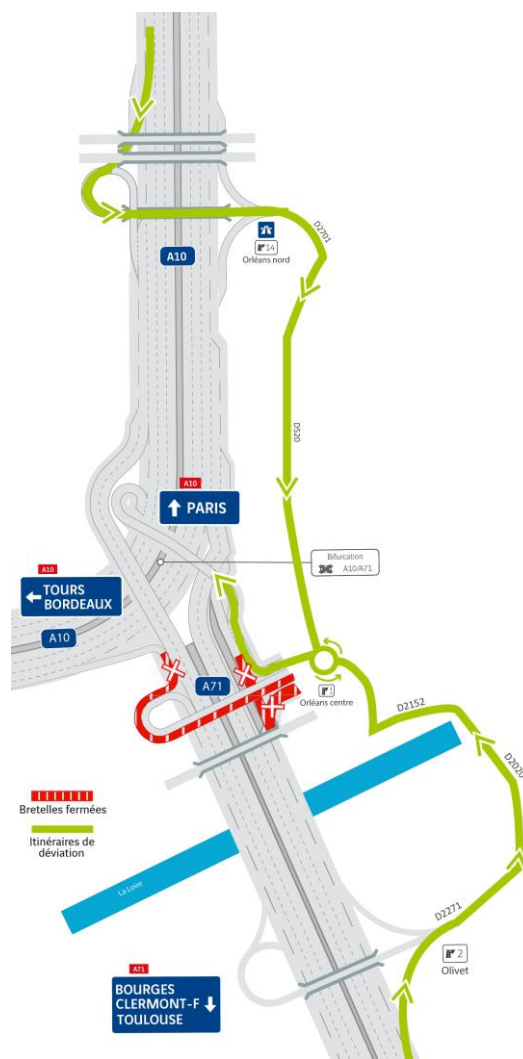 D2701
14
Orléans nord
A10
D520
A10
PARIS
Bifurcation
A10/A71
A10
TOURS
BORDEAUX
A10
A71
1
Orléans centre
D2152
D2020
Bretelles fermées
Itinéraires de
déviation
La Loire
D2271
2
Olivet
A71
BOURGES
CLERMONT-F
TOULOUSE